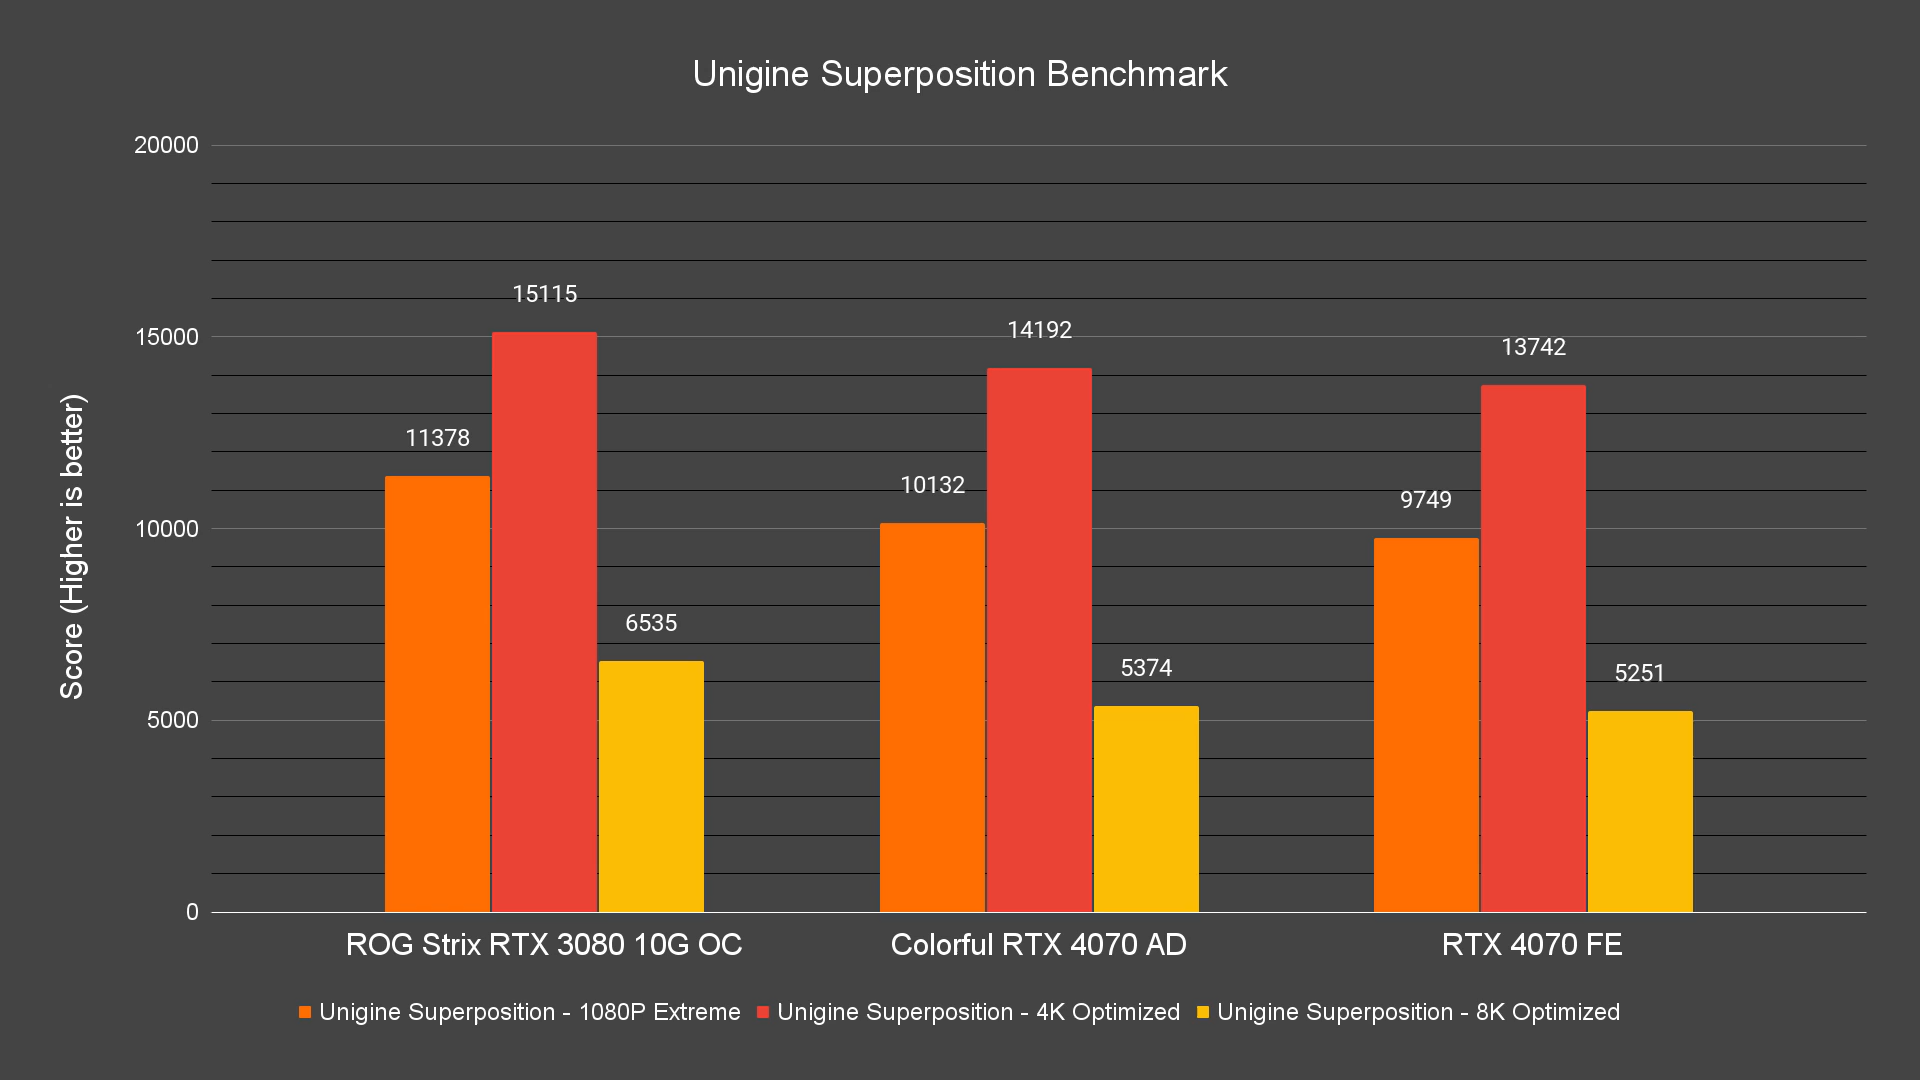 Unigine Superposition Benchmark
Score (Higher is better)
20000
15000
10000
5000
0
11378
15115
6535
10132
14192
5374
9749
13742
5251
ROG Strix RTX 3080 10G OC
Colorful RTX 4070 AD
RTX 4070 FE
Unigine Superposition - 1080P Extreme
Unigine Superposition - 4K Optimized
Unigine Superposition - 8K Optimized